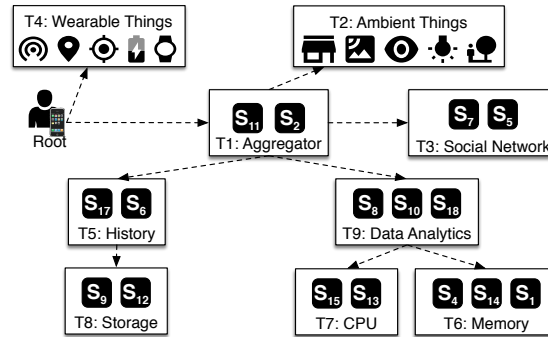 T4: Wearable Things
T2: Ambient Things
Root
S11 S2
T1: Aggregator
S7 S5
T3: Social Network
S17 S6
T5: History
S8 S10 S18
T9: Data Analytics
S9 S12
T8: Storage
S15 S13
T7: CPU
S4 S14 S1
T6: Memory